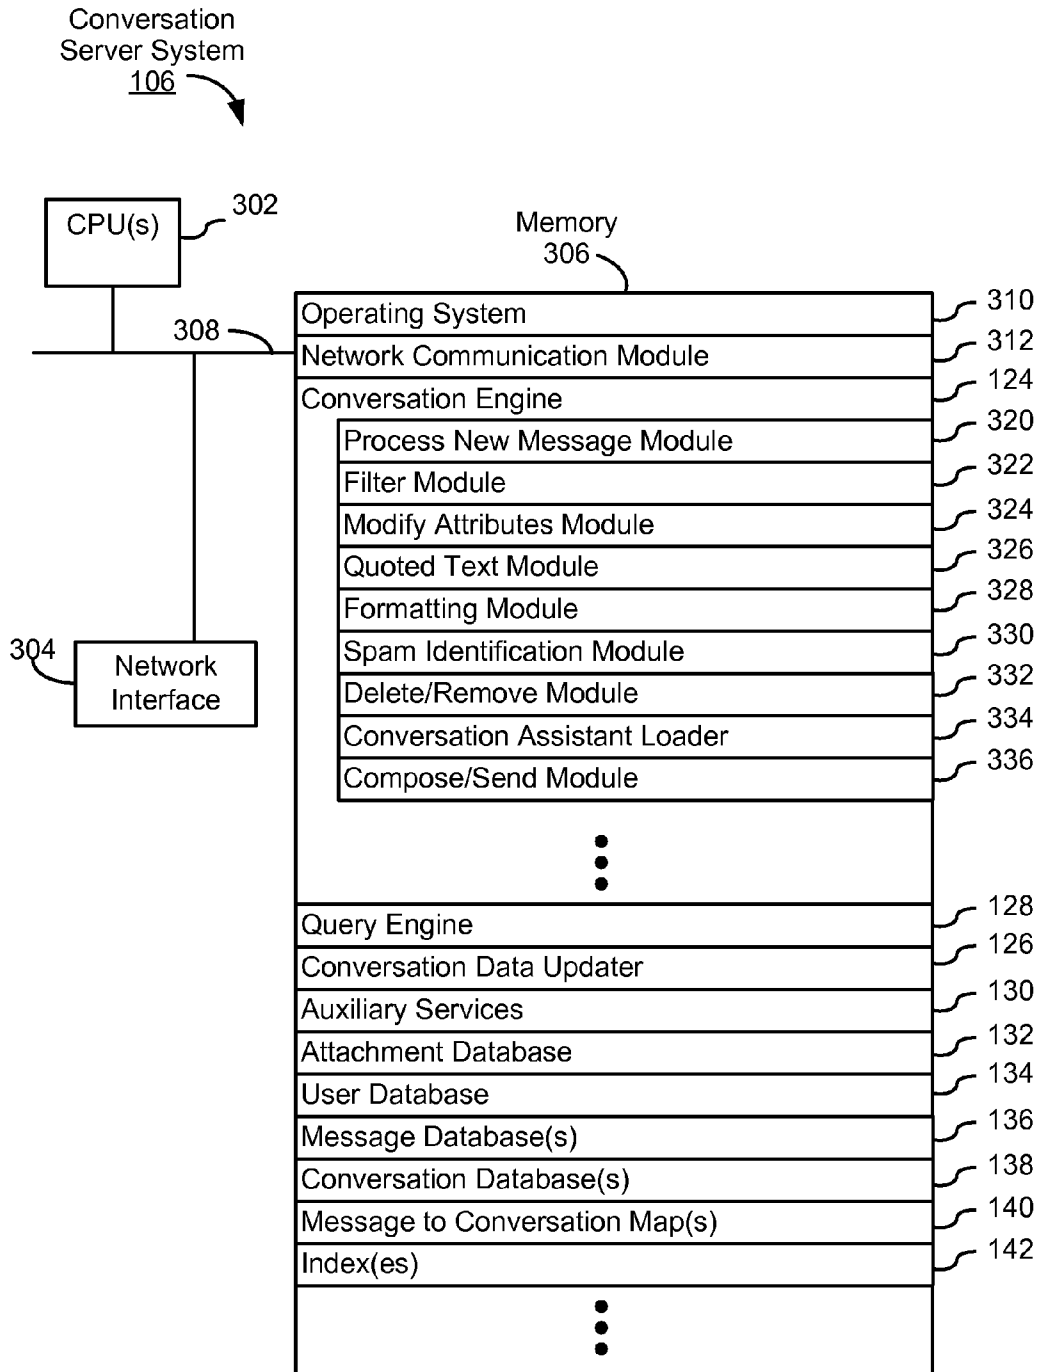 Conversation
Server System
106
CPU(s)
302
Memory
306
308
304
Network
Interface
Operating System 310
Network Communication Module 312
Conversation Engine 124
Process New Message Module 320
Filter Module 322
Modify Attributes Module 324
Quoted Text Module 326
Formatting Module 328
Spam Identification Module 330
Delete/Remove Module 332
Conversation Assistant Loader 334
Compose/Send Module 336
Query Engine 128
Conversation Data Updater 126
Auxiliary Services 130
Attachment Database 132
User Database 134
Message Database(s) 136
Conversation Database(s) 138
Message to Conversation Map(s) 140
Index(es) 142